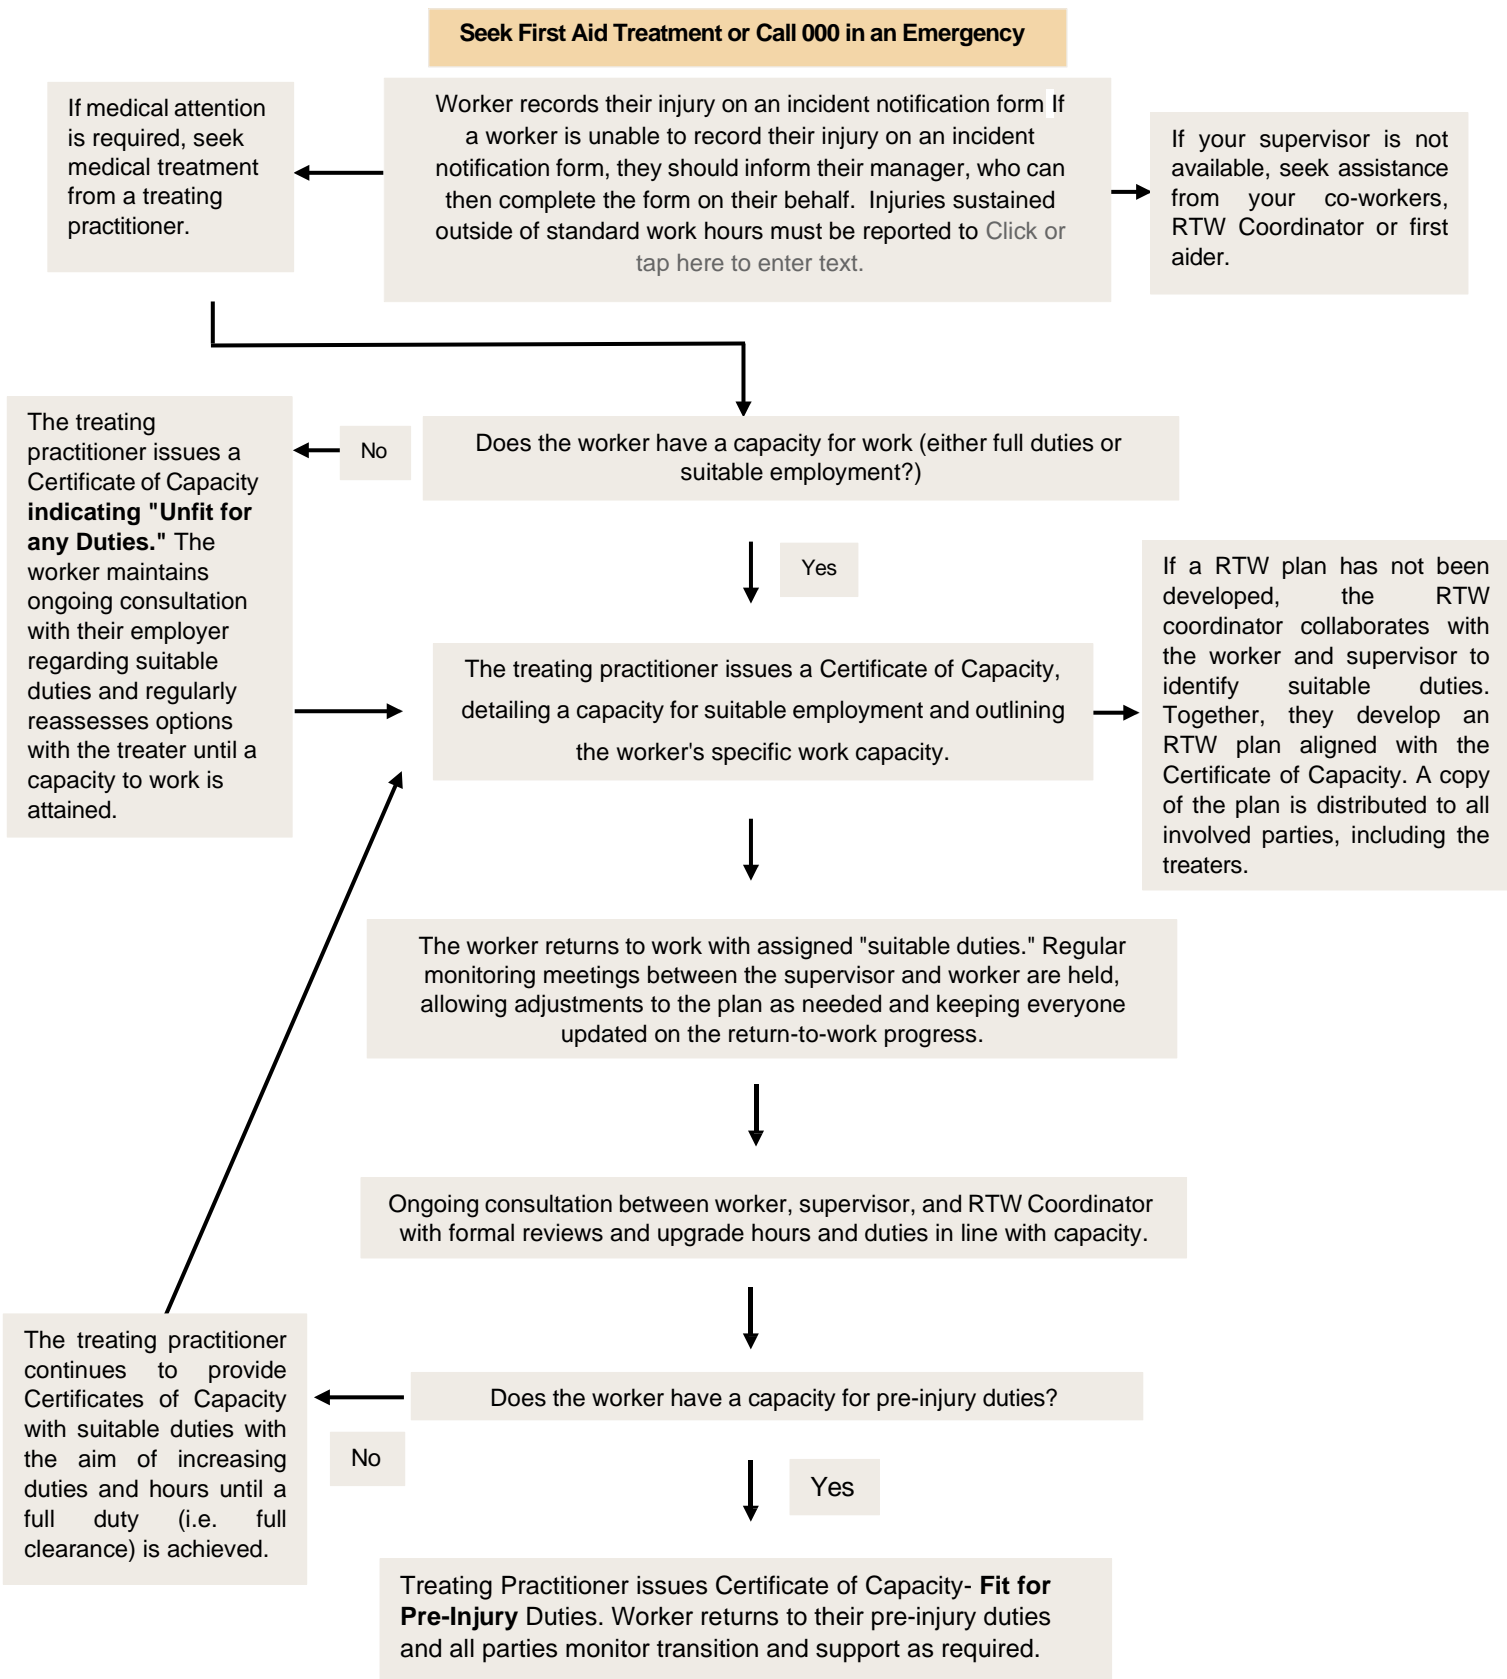 Seek First Aid Treatment or Call 000 in an Emergency
If medical attention
is required, seek
medical treatment
from a treating
practitioner.
Worker records their injury on an incident notification form If
a worker is unable to record their injury on an incident
notification form, they should inform their manager, who can
then complete the form on their behalf.  Injuries sustained
outside of standard work hours must be reported to Click or
tap here to enter text.
If your supervisor is not
available, seek assistance
from your co-workers,
RTW Coordinator or first
aider.
Does the worker have a capacity for work (either full duties or
suitable employment?)
No
The treating
practitioner issues a
Certificate of Capacity
indicating "Unfit for
any Duties." The
worker maintains
ongoing consultation
with their employer
regarding suitable
duties and regularly
reassesses options
with the treater until a
capacity to work is
attained.
Yes
The treating practitioner issues a Certificate of Capacity,
detailing a capacity for suitable employment and outlining
the worker's specific work capacity.
If a RTW plan has not been
developed, the RTW
coordinator collaborates with
the worker and supervisor to
identify suitable duties.
Together, they develop an
RTW plan aligned with the
Certificate of Capacity. A copy
of the plan is distributed to all
involved parties, including the
treaters.
The worker returns to work with assigned "suitable duties." Regular
monitoring meetings between the supervisor and worker are held,
allowing adjustments to the plan as needed and keeping everyone
updated on the return-to-work progress.
Ongoing consultation between worker, supervisor, and RTW Coordinator
with formal reviews and upgrade hours and duties in line with capacity.
Does the worker have a capacity for pre-injury duties?
No
The treating practitioner
continues to provide
Certificates of Capacity
with suitable duties with
the aim of increasing
duties and hours until a
full duty (i.e. full
clearance) is achieved.
Yes
Treating Practitioner issues Certificate of Capacity- Fit for
Pre-Injury Duties. Worker returns to their pre-injury duties
and all parties monitor transition and support as required.